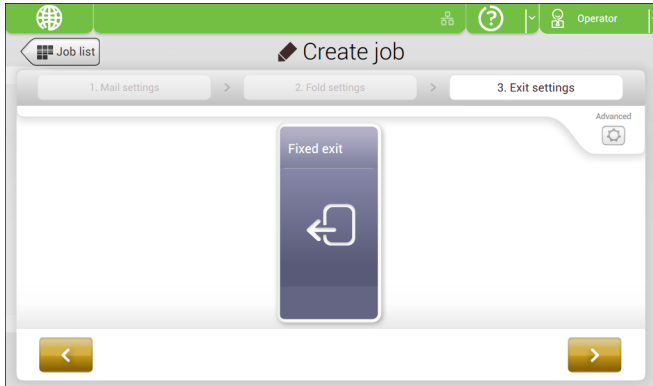 Operator
Job list
Create job
1. Mail settings > 2. Fold settings > 3. Exit settings
Advanced
Fixed exit